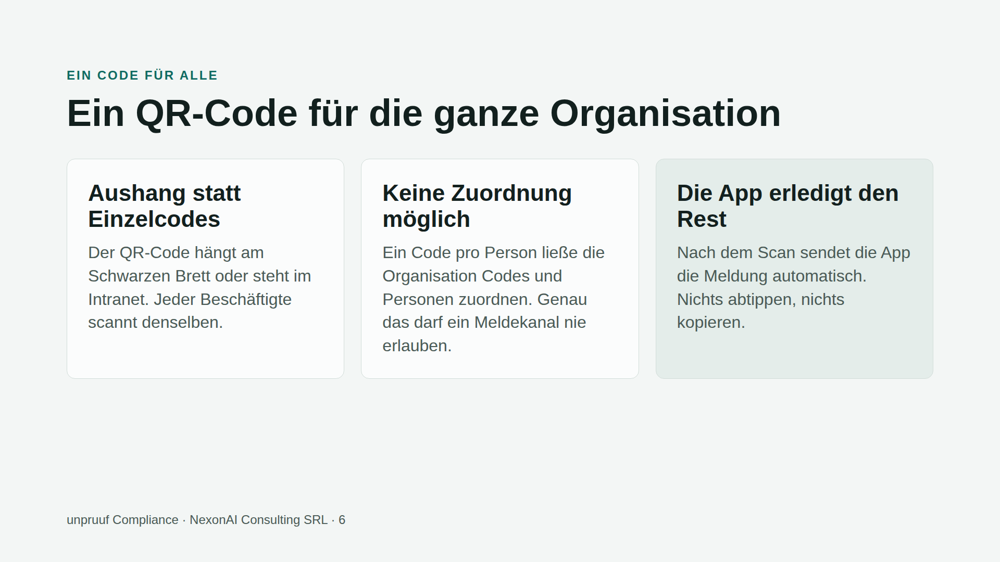 EIN CODE FÜR ALLE
Ein QR-Code für die ganze Organisation
Aushang statt
Einzelcodes
Der QR-Code hängt am
Schwarzen Brett oder steht im
Intranet. Jeder Beschäftigte
scannt denselben.
Keine Zuordnung
möglich
Ein Code pro Person ließe die
Organisation Codes und
Personen zuordnen. Genau
das darf ein Meldekanal nie
erlauben.
Die App erledigt den
Rest
Nach dem Scan sendet die App
die Meldung automatisch.
Nichts abtippen, nichts
kopieren.
unpruuf Compliance · NexonAI Consulting SRL · 6